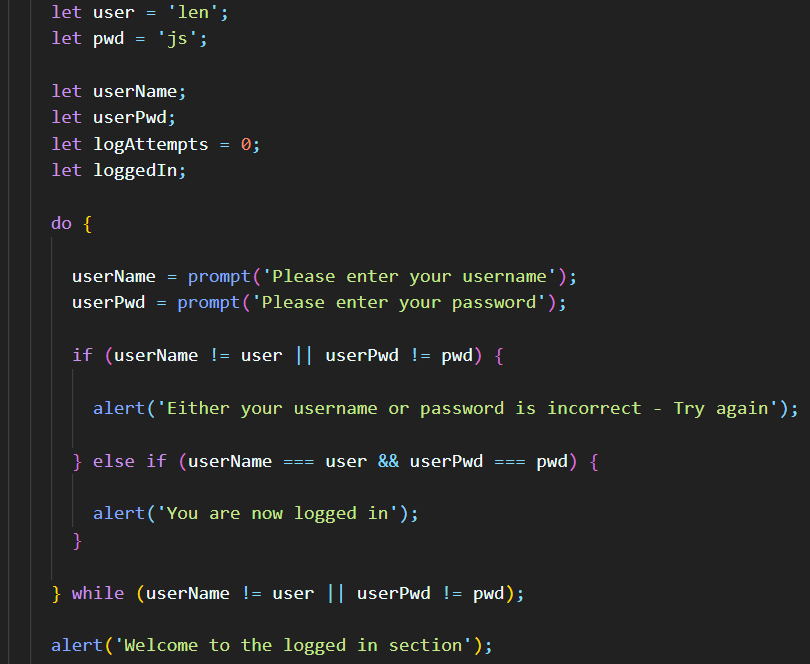 let user = 'len';
let pwd = 'js';
let userName;
let userPwd;
let logAttempts = 0;
let loggedIn;
do {
userName = prompt('Please enter your username');
userPwd = prompt('Please enter your password');
if (userName != user || userPwd != pwd) {
alert('Either your username or password is incorrect - Try again');
} else if (userName === user && userPwd === pwd) {
alert('You are now logged in');
}
} while (userName != user || userPwd != pwd);
alert('Welcome to the logged in section');